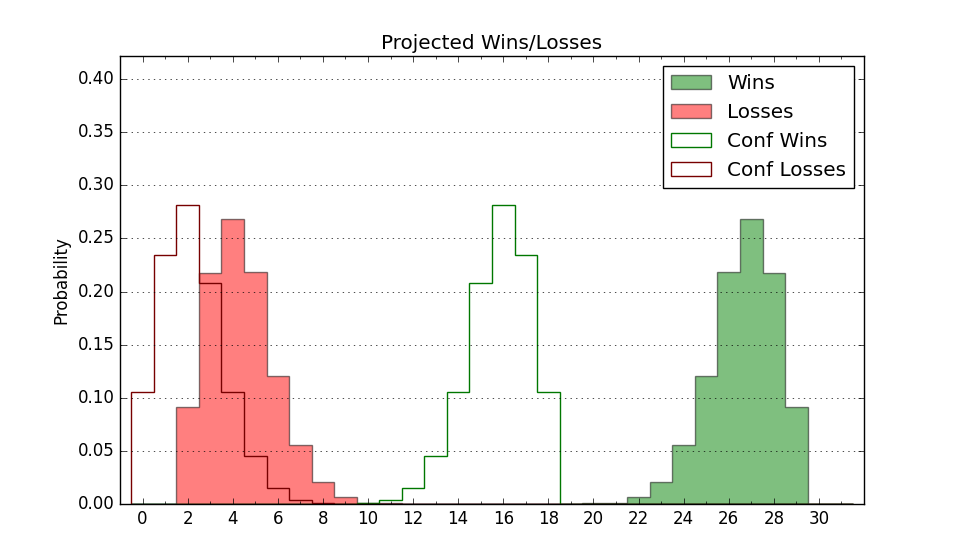 Projected Wins/Losses
0.40
0.35
0.30
0.25
0.20
0.15
0.10
0.05
0.00
Probability
Wins
Losses
Conf Wins
Conf Losses
0 2 4 6 8 10 12 14 16 18 20 22 24 26 28 30